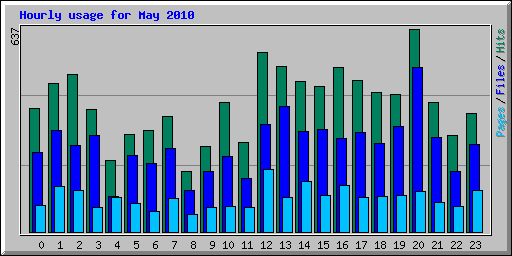 Hourly usage for May 2010
637
Pages / Files / Hits
0 1 2 3 4 5 6 7 8 9 10 11 12 13 14 15 16 17 18 19 20 21 22 23